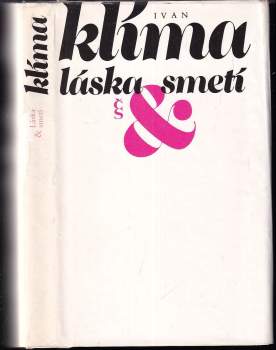 klíma
Láska
& smetí
IVAN
klíma
láska smetí
&
čs